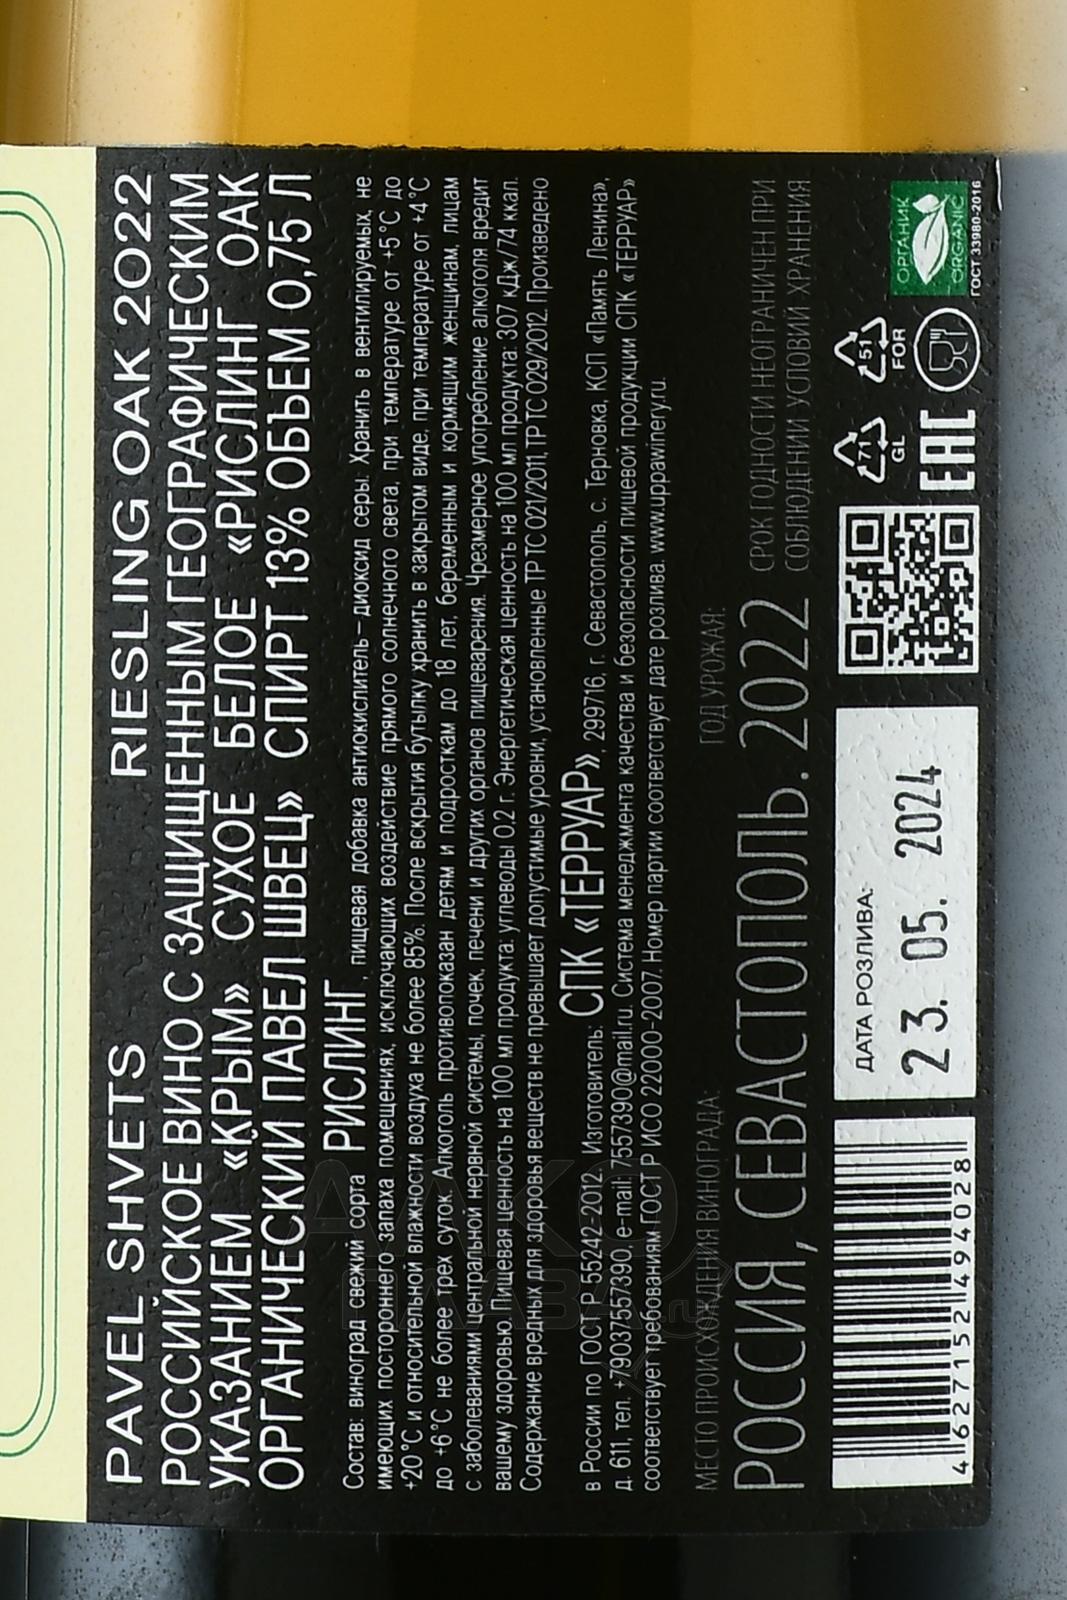 PAVEL SHVETS RIESLING OAK 2022
РОССИЙСКОЕ ВИНО С ЗАЩИЩЕННЫМ ГЕОГРАФИЧЕСКИМ
УКАЗАНИЕМ «КРЫМ» СУХОЕ БЕЛОЕ «РИСЛИНГ ОАК
ОРГАНИЧЕСКИЙ ПАВЕЛ ШВЕЦ» СПИРТ 13% ОБЪЕМ 0,75 Л
Состав: виноград свежий сорта РИСЛИНГ, пищевая добавка антиокислитель – диоксид серы. Хранить в вентилируемых, не
имеющих постороннего запаха помещениях, исключающих воздействие прямого солнечного света, при температуре от +5°С до
+20°С и относительной влажности воздуха не более 85%. После вскрытия бутылку хранить в закрытом виде, при температуре от +4°С
до +6°С не более трех суток. Алкоголь противопоказан детям и подросткам до 18 лет, беременным и кормящим женщинам, лицам
с заболеваниями центральной нервной системы, почек, печени и других органов пищеварения. Чрезмерное употребление алкоголя вредит
вашему здоровью. Пищевая ценность на 100 мл продукта: углеводы 0.2 г. Энергетическая ценность на 100 мл продукта: 307 кДж/74 ккал.
Содержание вредных для здоровья веществ не превышает допустимые уровни, установленные ТР ТС 021/2011, ТР ТС 029/2012. Произведено
в России по ГОСТ Р 55242-2012. Изготовитель: СПК «ТЕРРУАР», 299716, г. Севастополь, с. Терновка, КСП «Память Ленина»,
д. 611, тел. +79037557390. e-mail: 7557390@mail.ru. Система менеджмента качества и безопасности пищевой продукции СПК «ТЕРРУАР»
соответствует требованиям ГОСТ Р ИСО 22000-2007. Номер партии соответствует дате розлива. www.uppawinery.ru.
МЕСТО ПРОИСХОЖДЕНИЯ ВИНОГРАДА: ГОД УРОЖАЯ:
РОССИЯ, СЕВАСТОПОЛЬ. 2022
СРОК ГОДНОСТИ НЕОГРАНИЧЕН ПРИ
СОБЛЮДЕНИИ УСЛОВИЙ ХРАНЕНИЯ
4 627152 494028
ДАТА РОЗЛИВА:
23. 05. 2024
EAC
71
GL
51
FOR
ОРГАНИК
ORGANIC
ГОСТ 33980-2016
АЛКО
ПЛАЗА.ru